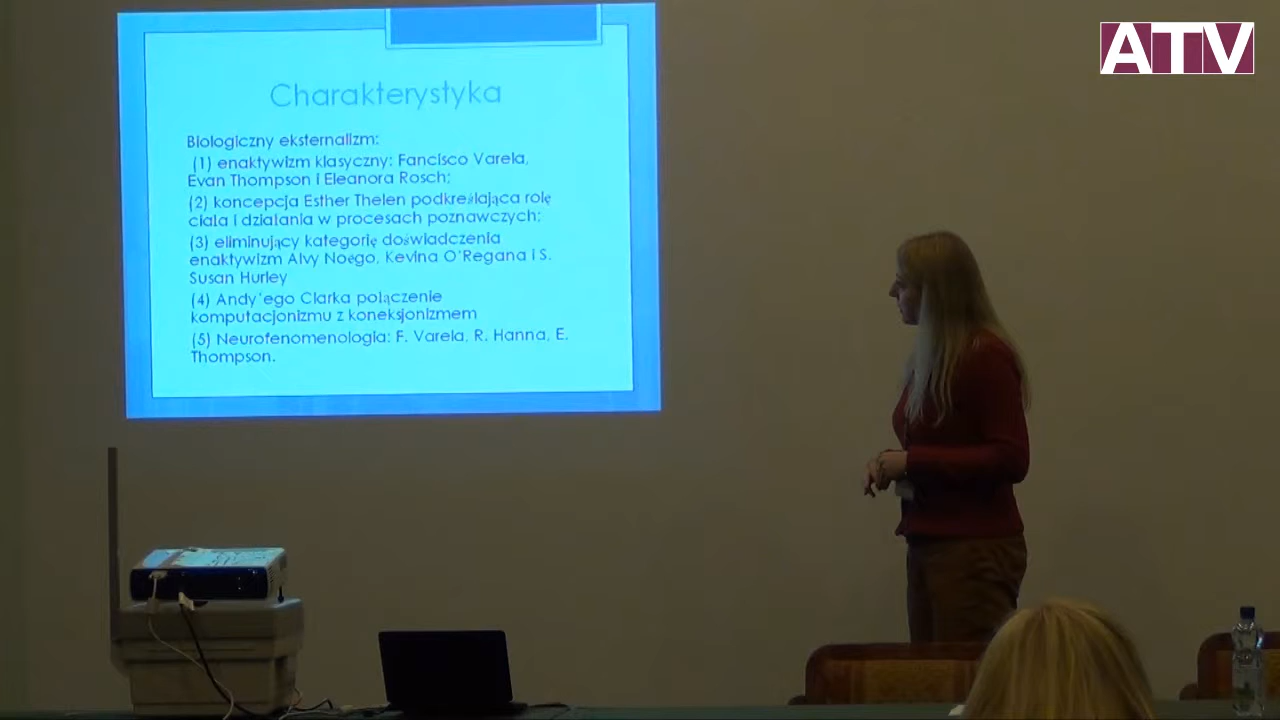 ATV
Charakterystyka
Biologiczny eksternalizm:
(1) enaktywizm klasyczny: Fancisco Varela,
Evan Thompson i Eleanora Rosch;
(2) koncepcja Esther Thelen podkreślająca rolę
ciała i działania w procesach poznawczych;
(3) eliminujący kategorię doświadczenia
enaktywizm Alvy Noego, Kevina O'Regana i S.
Susan Hurley
(4) Andy'ego Clarka połączenie
komputacjonizmu z koneksjonizmem
(5) Neurofenomenologia: F. Varela, R. Hanna, E.
Thompson.